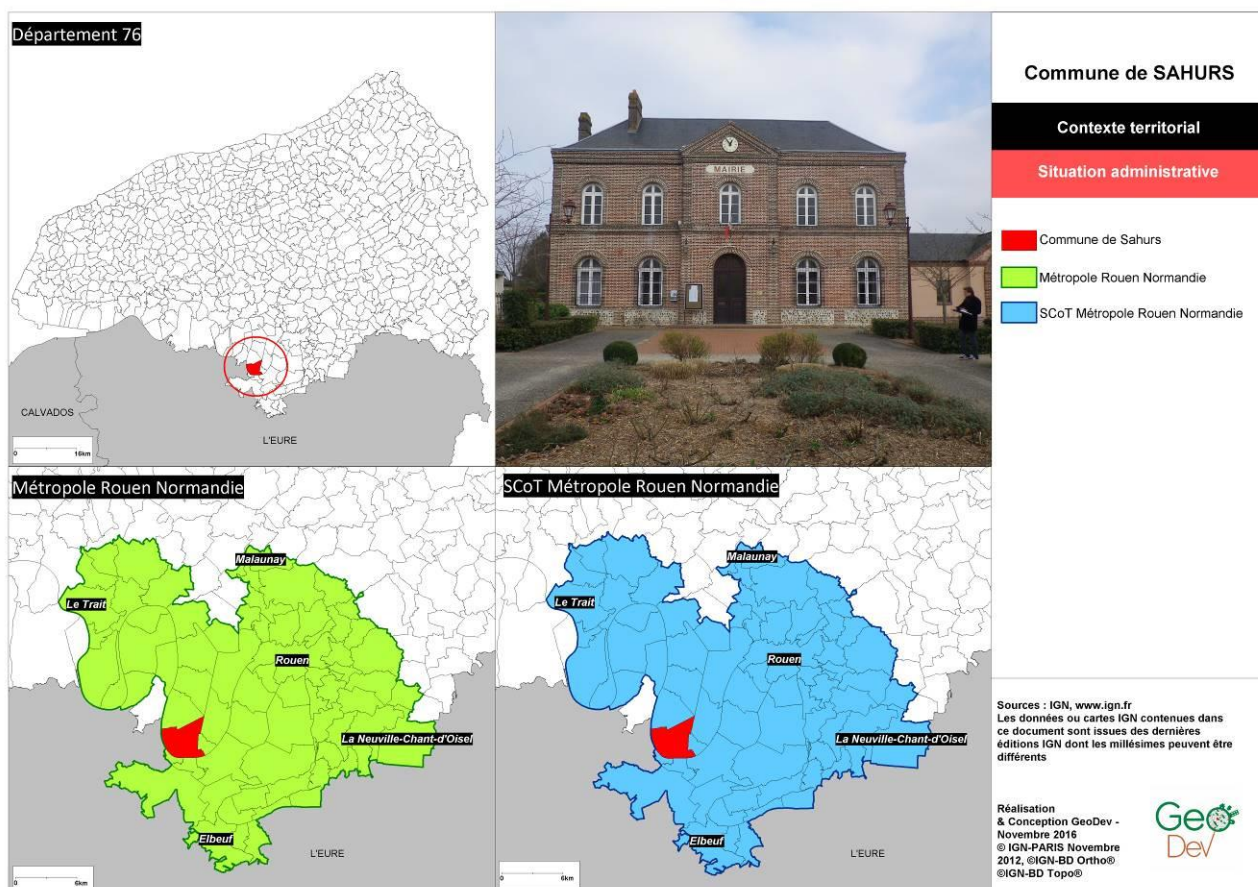 Département 76
CALVADOS
L'EURE
0 16km
MAIRIE
Commune de SAHURS
Contexte territorial
Situation administrative
Commune de Sahurs
Métropole Rouen Normandie
SCoT Métropole Rouen Normandie
Métropole Rouen Normandie
Malaunay
Le Trait
Rouen
La Neuville-Chant-d'Oisel
Elbeuf
L'EURE
0 6km
SCoT Métropole Rouen Normandie
Malaunay
Le Trait
Rouen
La Neuville-Chant-d'Oisel
Elbeuf
L'EURE
0 6km
Sources : IGN, www.ign.fr
Les données ou cartes IGN contenues dans
ce document sont issues des dernières
éditions IGN dont les millésimes peuvent être
différents
Réalisation
& Conception GeoDev -
Novembre 2016
© IGN-PARIS Novembre
2012, ©IGN-BD Ortho®
©IGN-BD Topo®
Geo
Dev